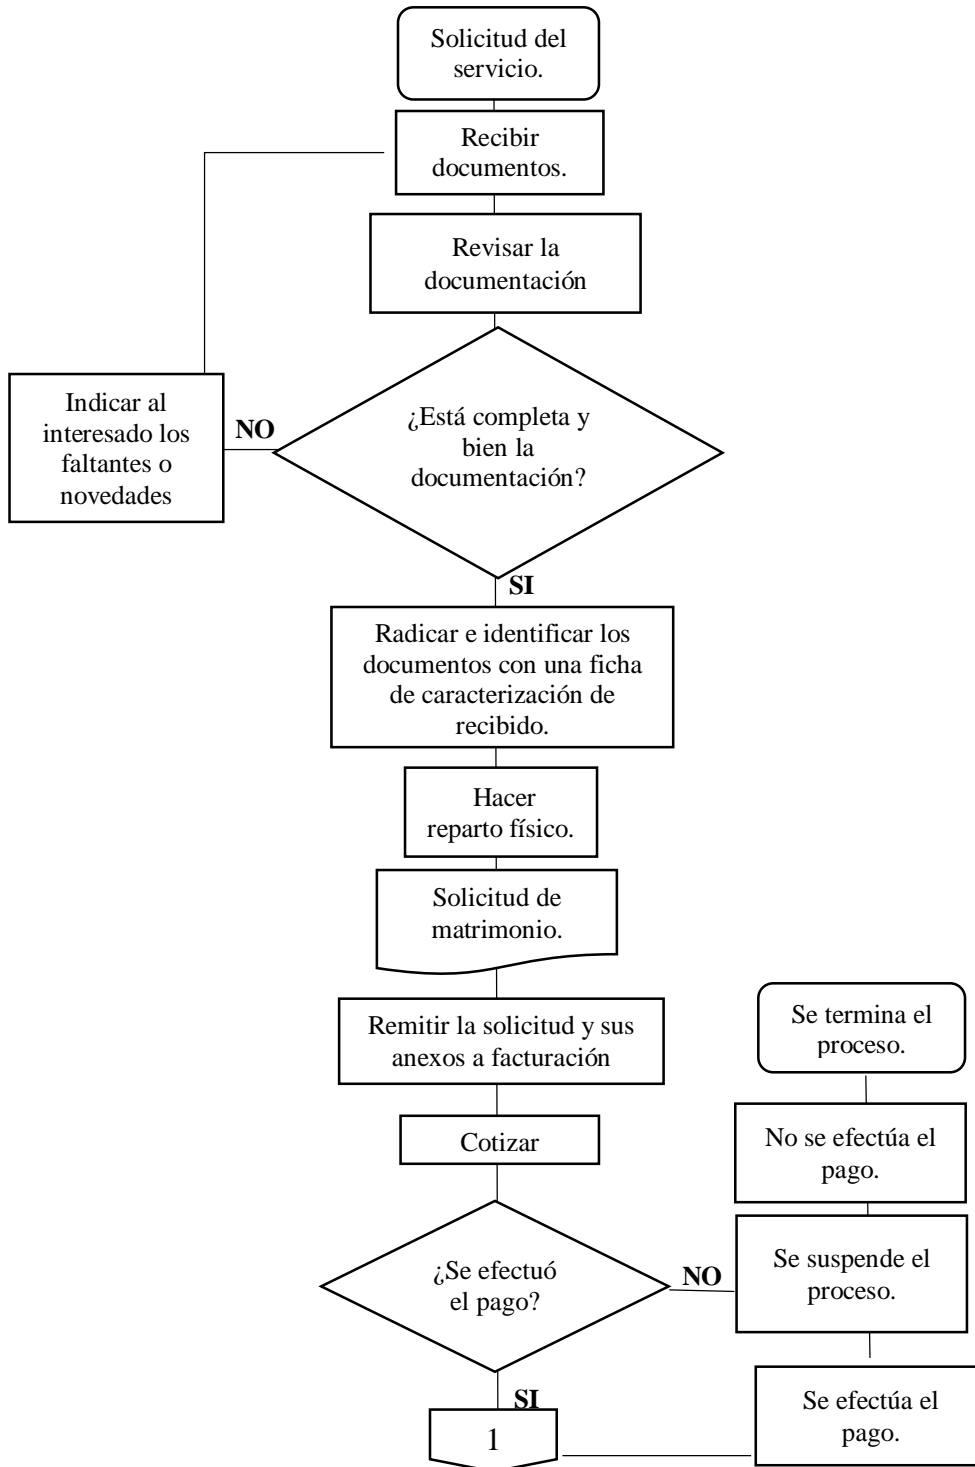 Solicitud del
servicio.
Recibir
documentos.
Revisar la
documentación
¿Está completa y
bien la
documentación?
NO
Indicar al
interesado los
faltantes o
novedades
SI
Radicar e identificar los
documentos con una ficha
de caracterización de
recibido.
Hacer
reparto físico.
Solicitud de
matrimonio.
Remitir la solicitud y sus
anexos a facturación
Cotizar
¿Se efectuó
el pago?
NO
Se suspende el
proceso.
No se efectúa el
pago.
Se termina el
proceso.
Se efectúa el
pago.
SI
1